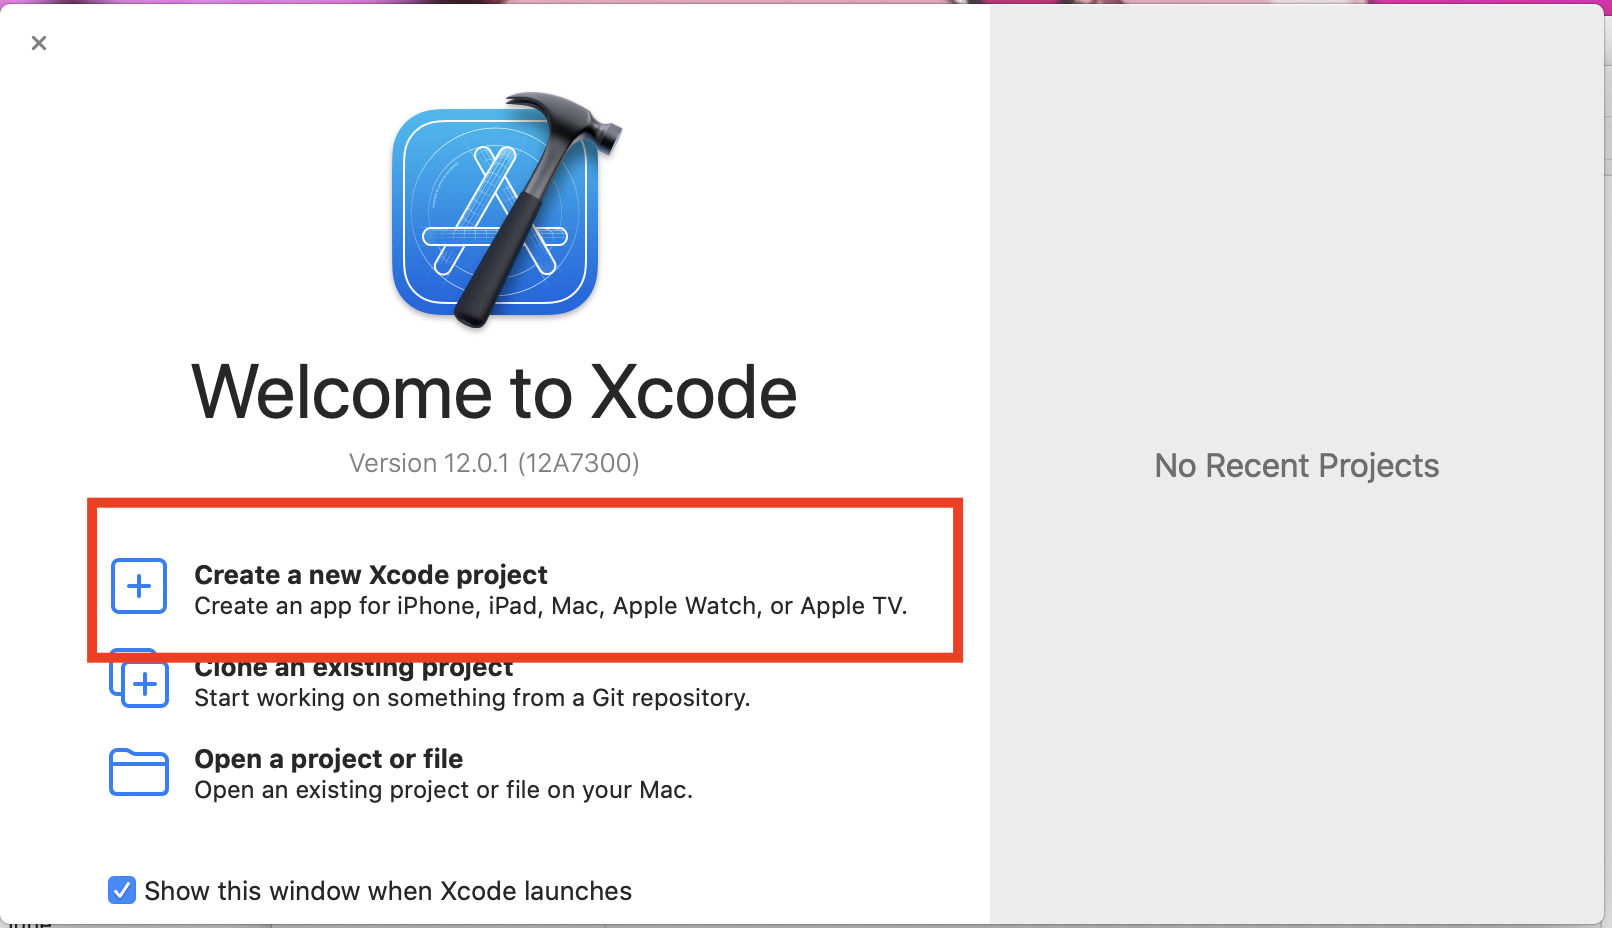 Welcome to Xcode
Version 12.0.1 (12A7300)
Create a new Xcode project
Create an app for iPhone, iPad, Mac, Apple Watch, or Apple TV.
Clone an existing project
Start working on something from a Git repository.
Open a project or file
Open an existing project or file on your Mac.
Show this window when Xcode launches
No Recent Projects